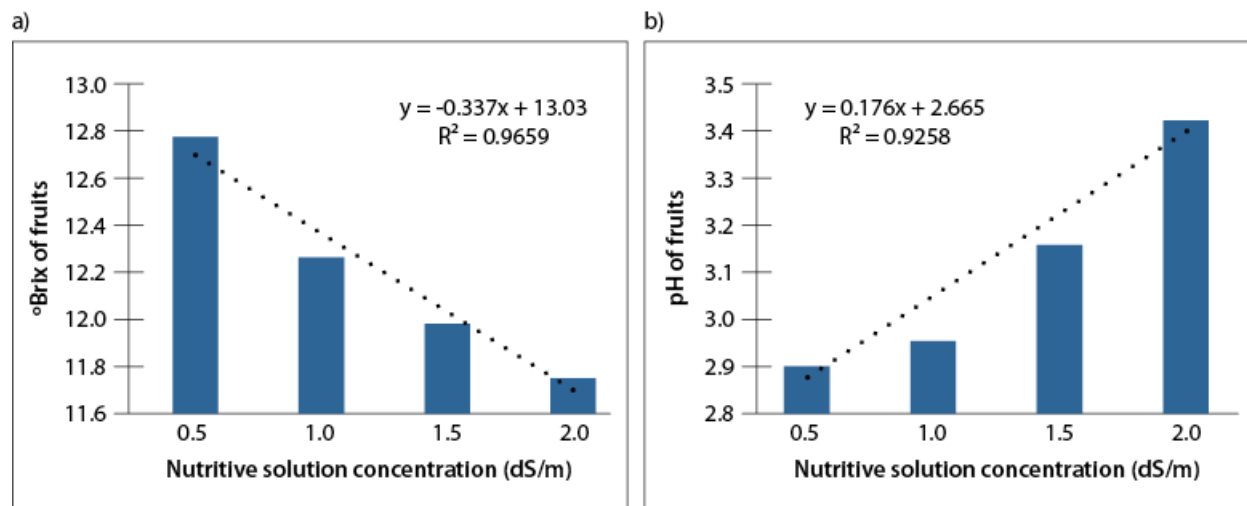 a)
13.0
12.8
12.6
12.4
12.2
12.0
11.8
11.6
ºBrix of fruits
y = -0.337x + 13.03
R² = 0.9659
0.5 1.0 1.5 2.0
Nutritive solution concentration (dS/m)
b)
3.5
3.4
3.3
3.2
3.1
3.0
2.9
2.8
pH of fruits
y = 0.176x + 2.665
R² = 0.9258
0.5 1.0 1.5 2.0
Nutritive solution concentration (dS/m)